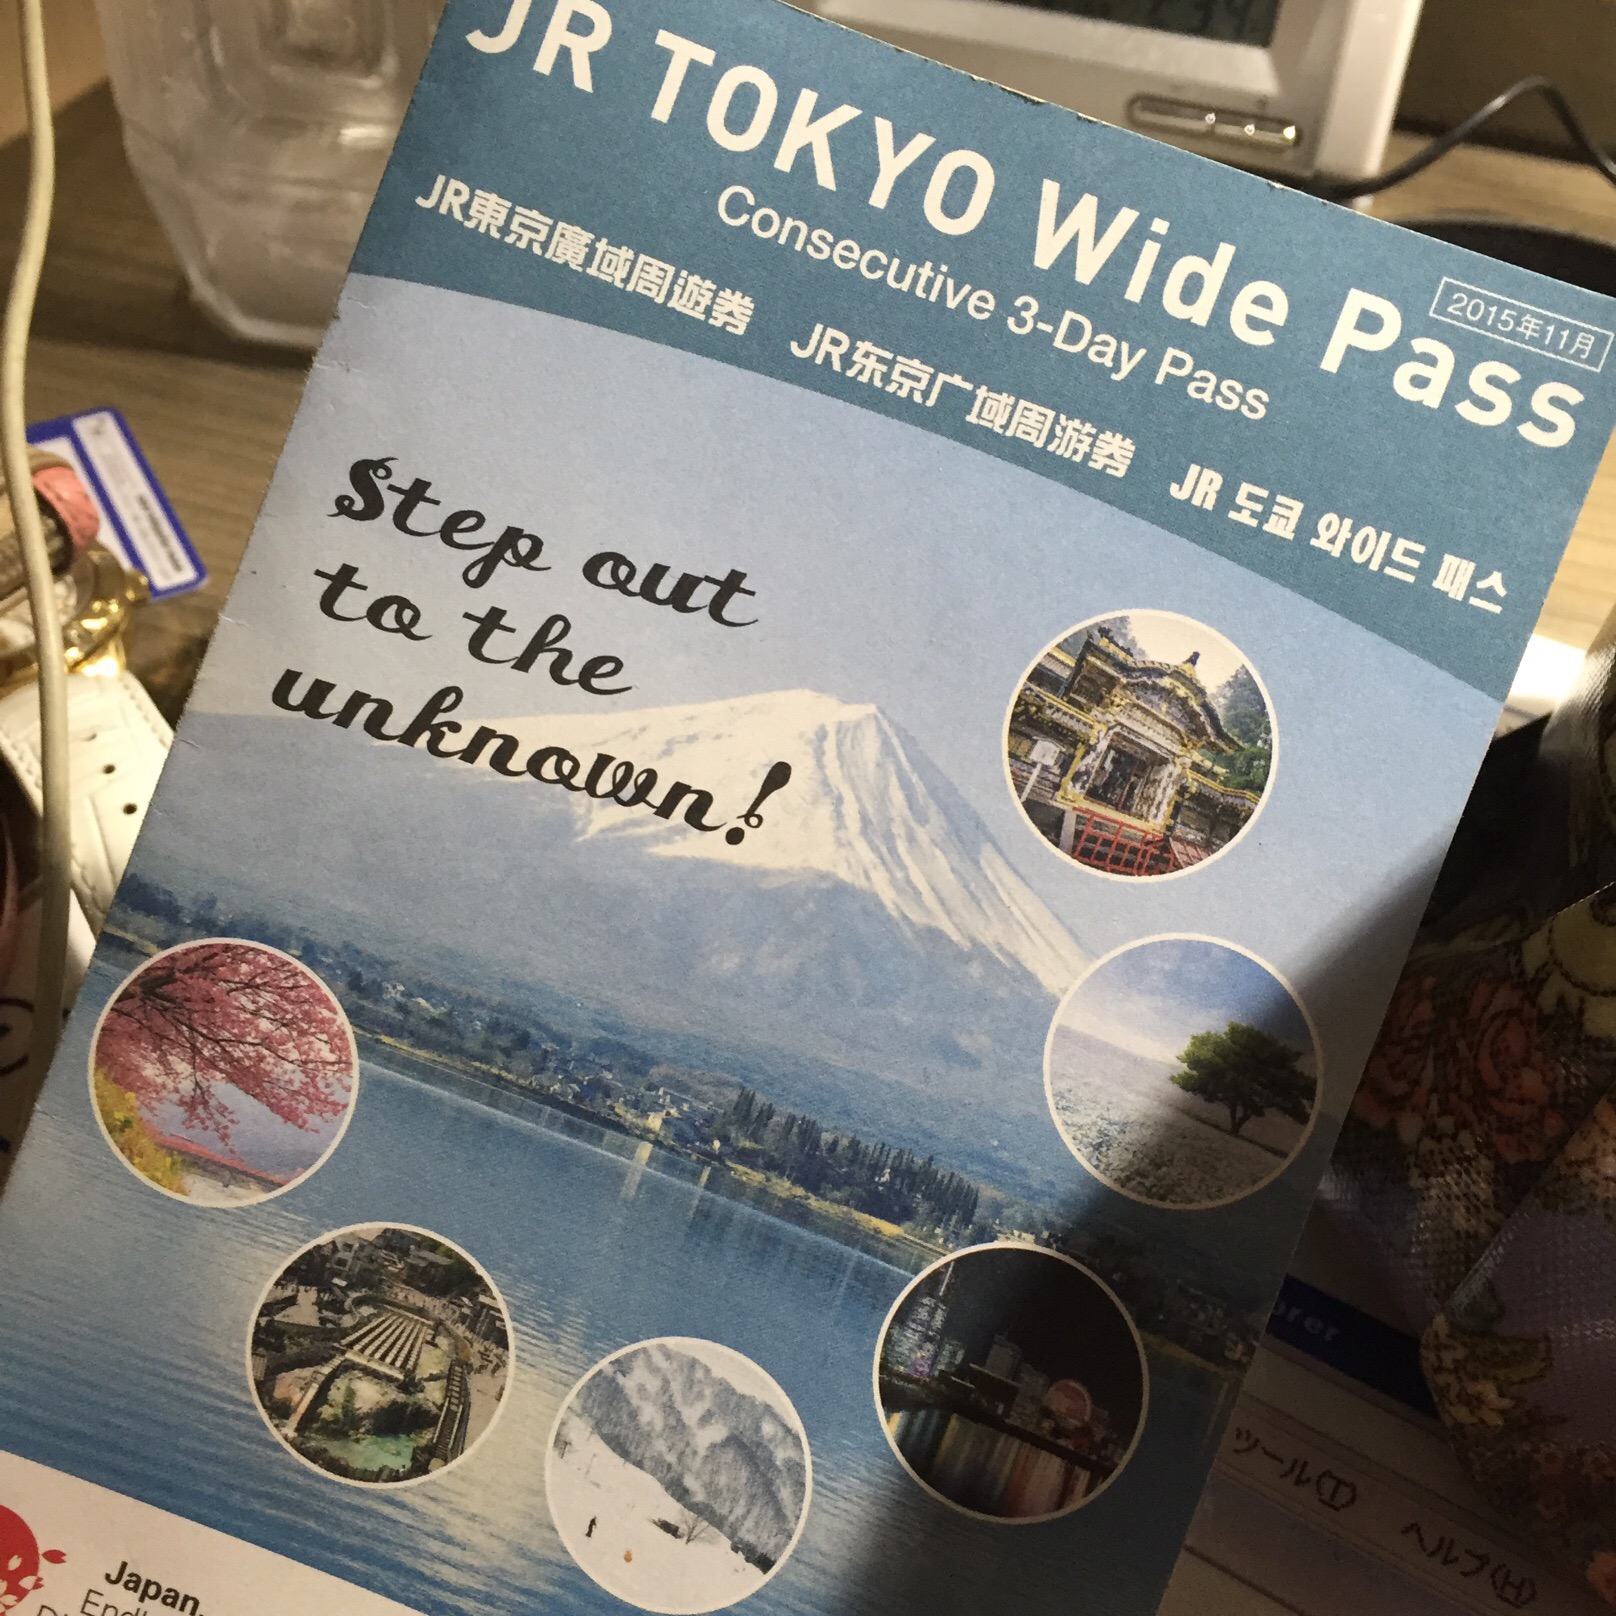 JR TOKYO Wide Pass
Consecutive 3-Day Pass
2015年11月
JR東京廣域周遊券 JR东京广域周游券 JR 도쿄 와이드 패스
Step out
to the
unknown!
Japan.
ツール(T) ヘルプ(H)